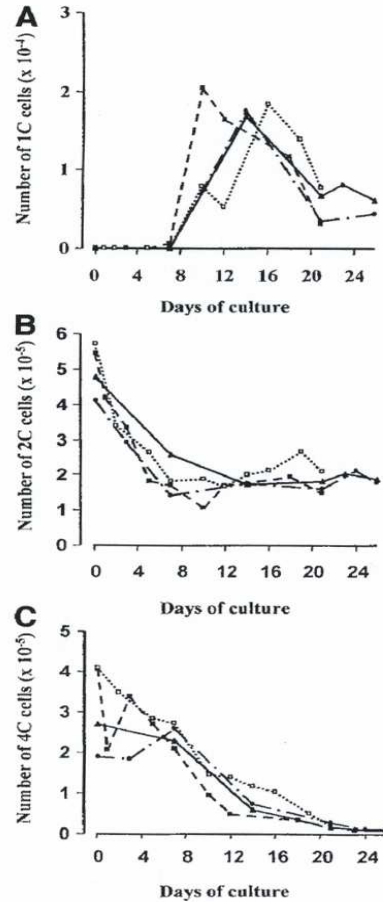 A
Number of 1C cells (x 10-4)
3
2
1
0
0 4 8 12 16 20 24
Days of culture
B
Number of 2C cells (x 10-5)
6
5
4
3
2
1
0
0 4 8 12 16 20 24
Days of culture
C
Number of 4C cells (x 10-5)
5
4
3
2
1
0
0 4 8 12 16 20 24
Days of culture